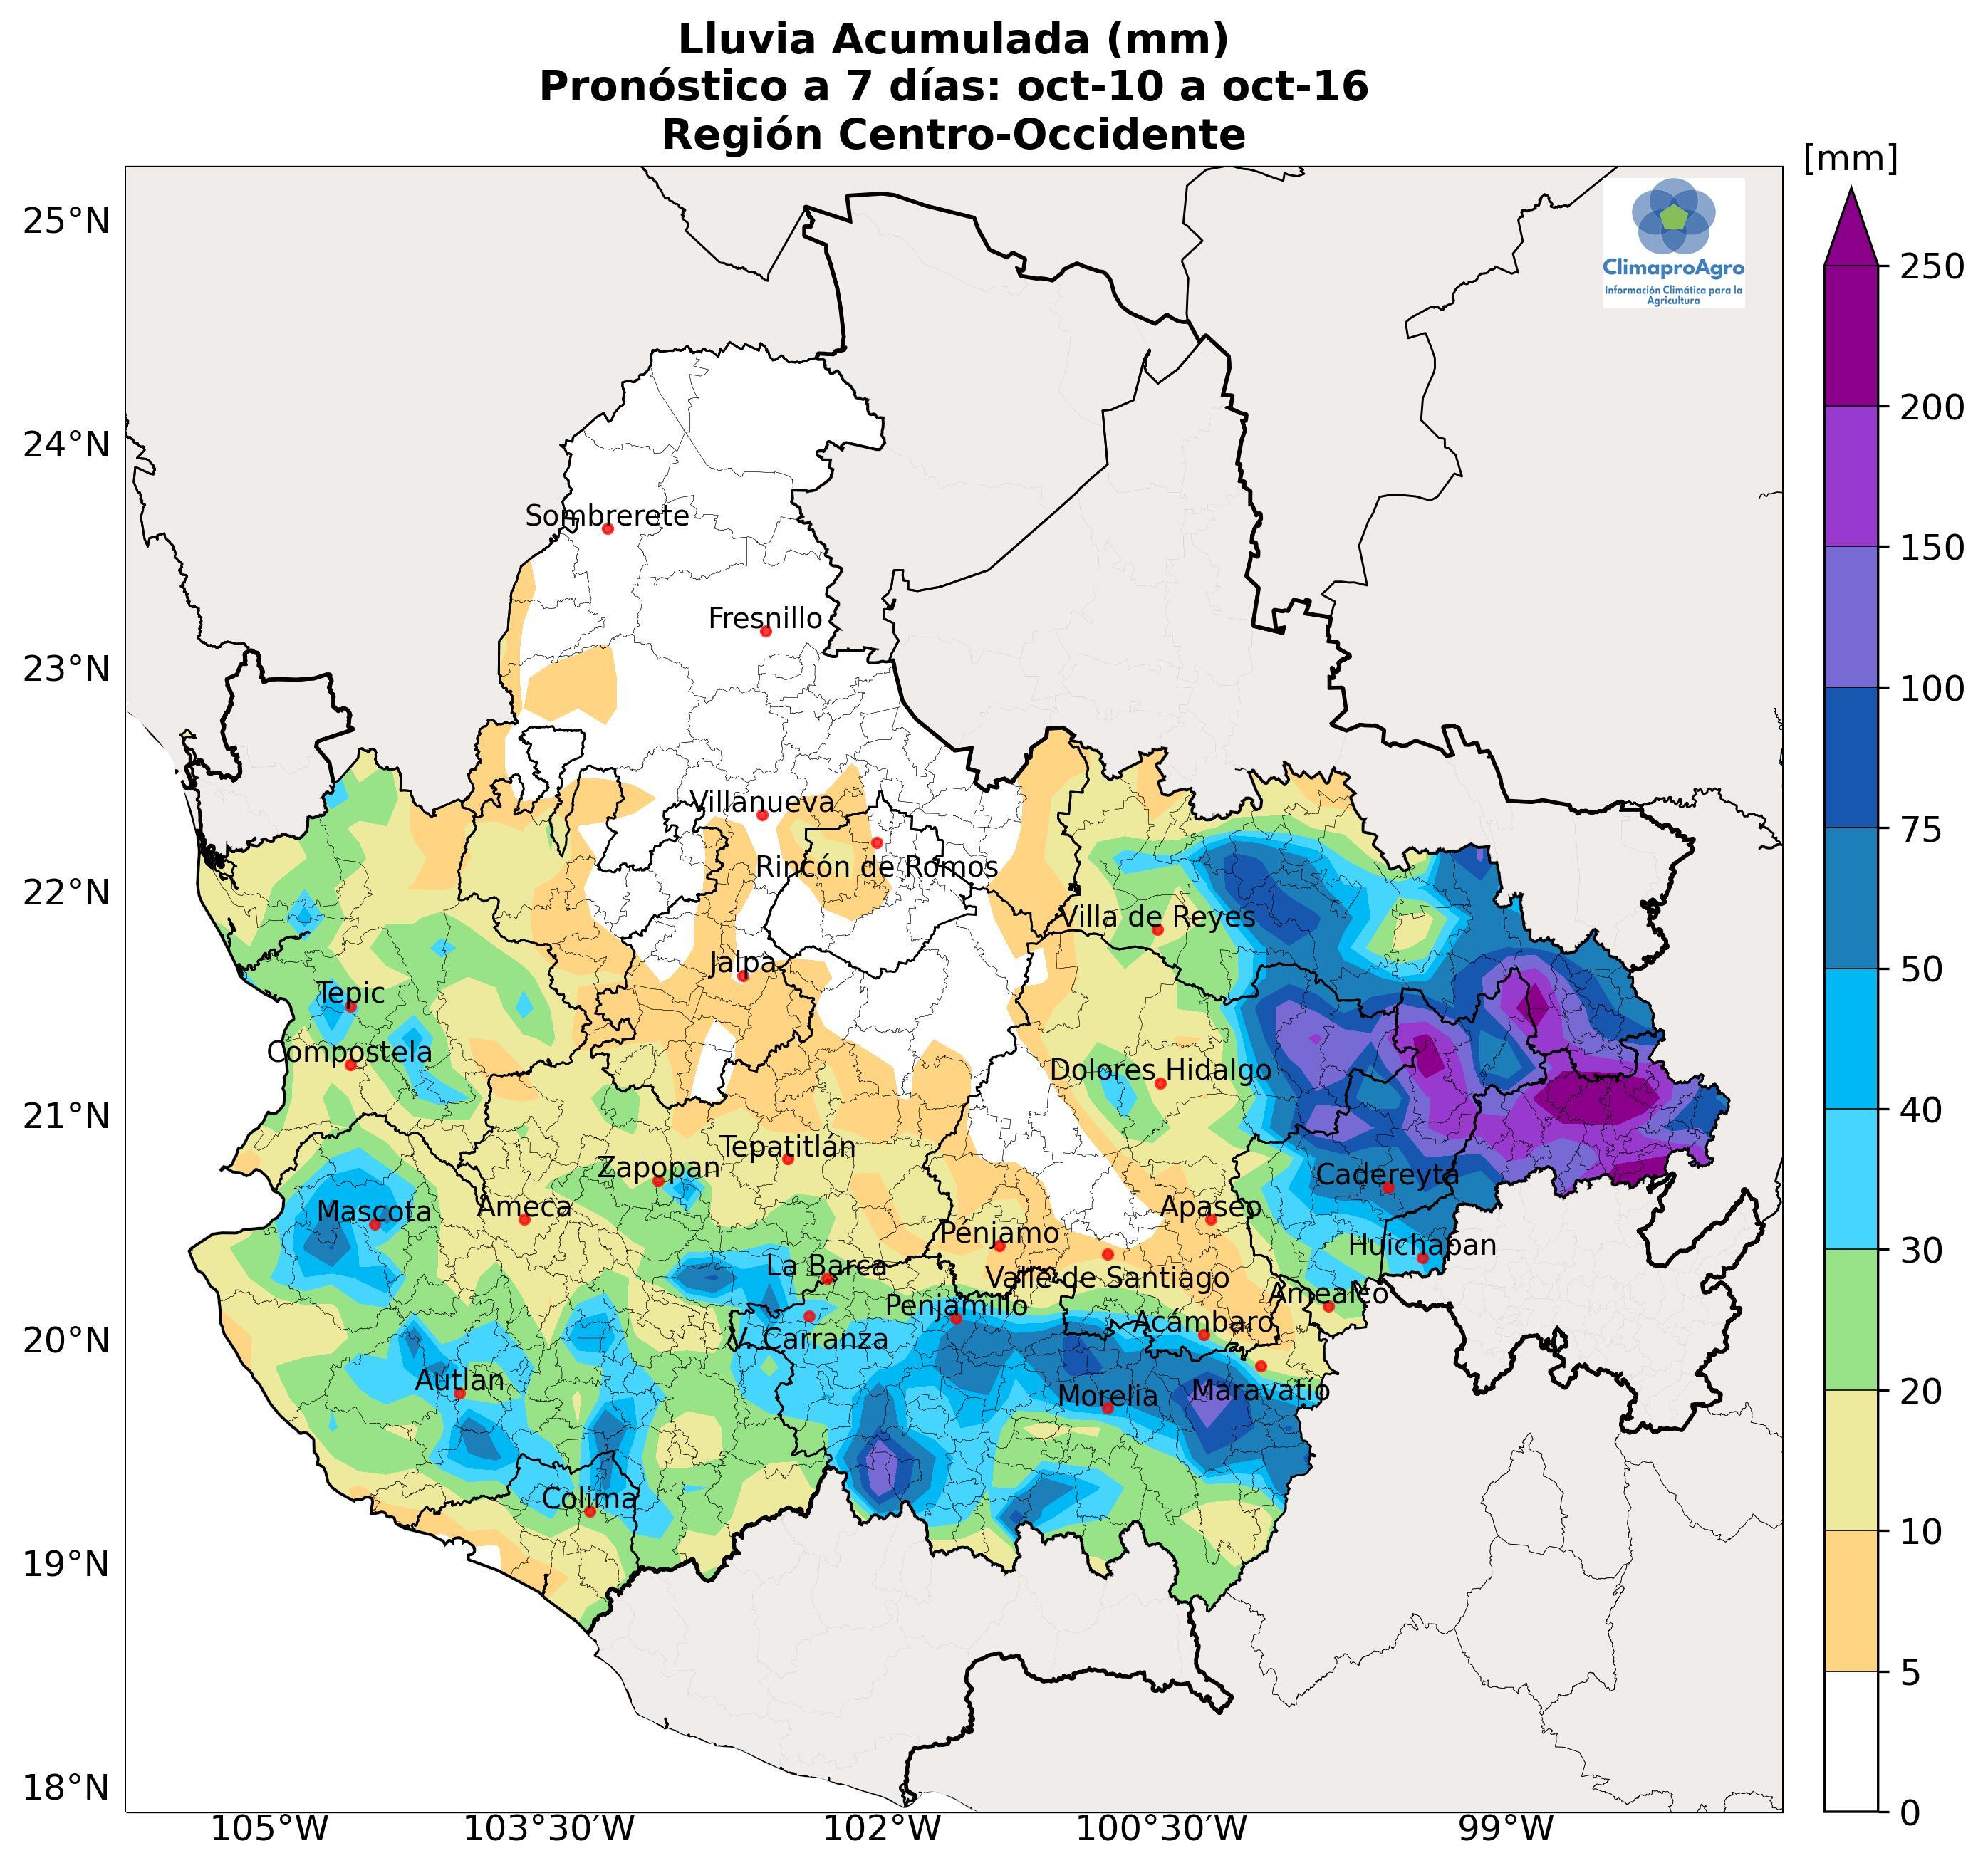 Lluvia Acumulada (mm)
Pronóstico a 7 días: oct-10 a oct-16
Región Centro-Occidente
[mm]
ClimaproAgro
Información Climática para la
Agricultura
25°N
24°N
23°N
22°N
21°N
20°N
19°N
18°N
Sombrerete
Fresnillo
Villanueva
Rincón de Romos
Villa de Reyes
Jalpa
Tepic
Compostela
Dolores Hidalgo
Tepatitlán
Zapopan
Cadereyta
Mascota
Ameca
Apaseo
Pénjamo
Huichapan
La Barca
Valle de Santiago
Amealco
Penjamillo
Acámbaro
V. Carranza
Autlan
Morelia
Maravatío
Colima
105°W
103°30'W
102°W
100°30'W
99°W
250
200
150
100
75
50
40
30
20
10
5
0